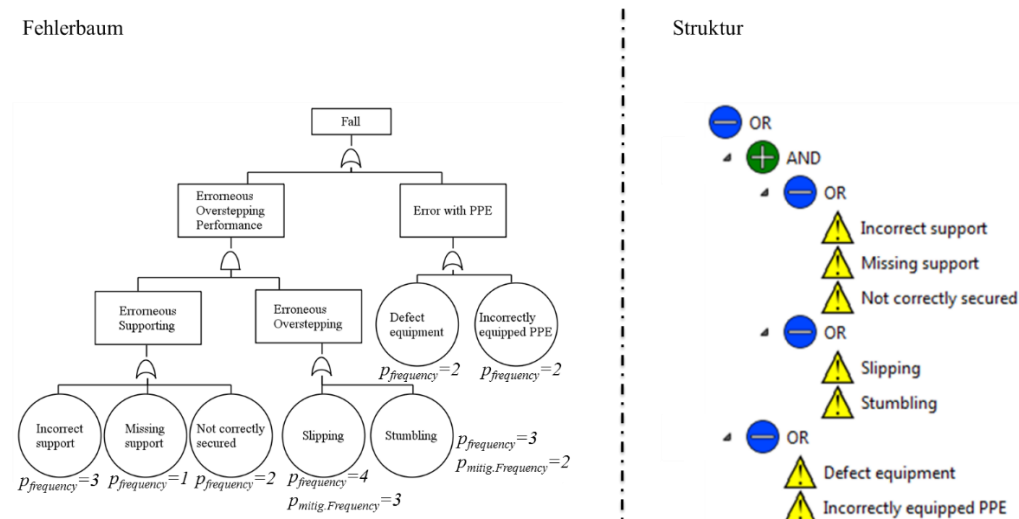 Fehlerbaum
Struktur
Fall
Errorneous
Overstepping
Performance
Error with PPE
Errorneous
Supporting
Erroneous
Overstepping
Defect
equipment
Incorrectly
equipped PPE
pfrequency=2
pfrequency=2
Incorrect
support
Missing
support
Not correctly
secured
Slipping
Stumbling
pfrequency=3
pfrequency=1
pfrequency=2
pfrequency=4
pmitig.Frequency=3
pfrequency=3
pmitig.Frequency=2
OR
AND
OR
Incorrect support
Missing support
Not correctly secured
OR
Slipping
Stumbling
OR
Defect equipment
Incorrectly equipped PPE